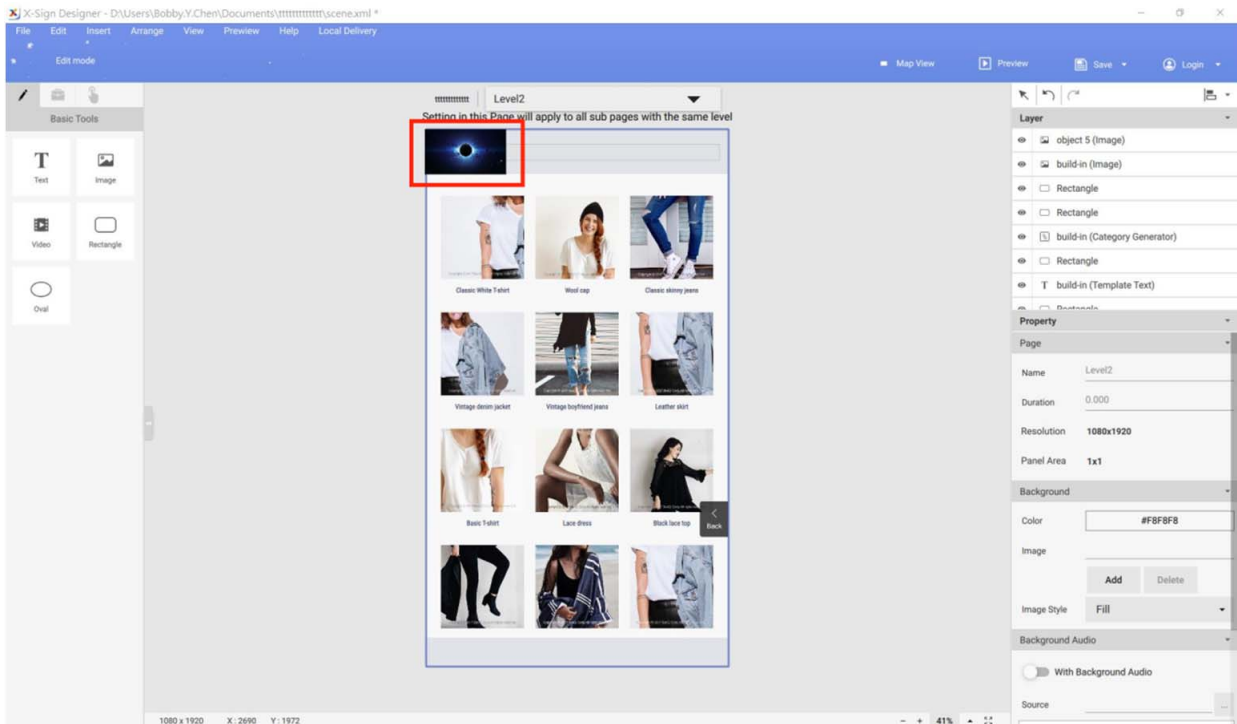 X-Sign Designer - D:\Users\Bobby.Y.Chen\Documents\tttttttttttttt\scene.xml *
File Edit Insert Arrange View Prewiew Help Local Delivery
Edit mode
Map View Preview Save Login
Basic Tools
Text Image
Video Rectangle
Oval
Level2
Setting in this Page will apply to all sub pages with the same level
Classic White T-shirt Wool cap Classic skinny jeans
Vintage denim jacket Vintage boyfriend jeans Leather skirt
Basic T-shirt Lace dress Black lace top
Back
Layer
object 5 (Image)
build-in (Image)
Rectangle
Rectangle
build-in (Category Generator)
Rectangle
build-in (Template Text)
Rectangle
Property
Page
Name Level2
Duration 0.000
Resolution 1080x1920
Panel Area 1x1
Background
Color #F8F8F8
Image
Add Delete
Image Style Fill
Background Audio
With Background Audio
Source ...
1080 x 1920 X : 2690 Y : 1972 - + 41%